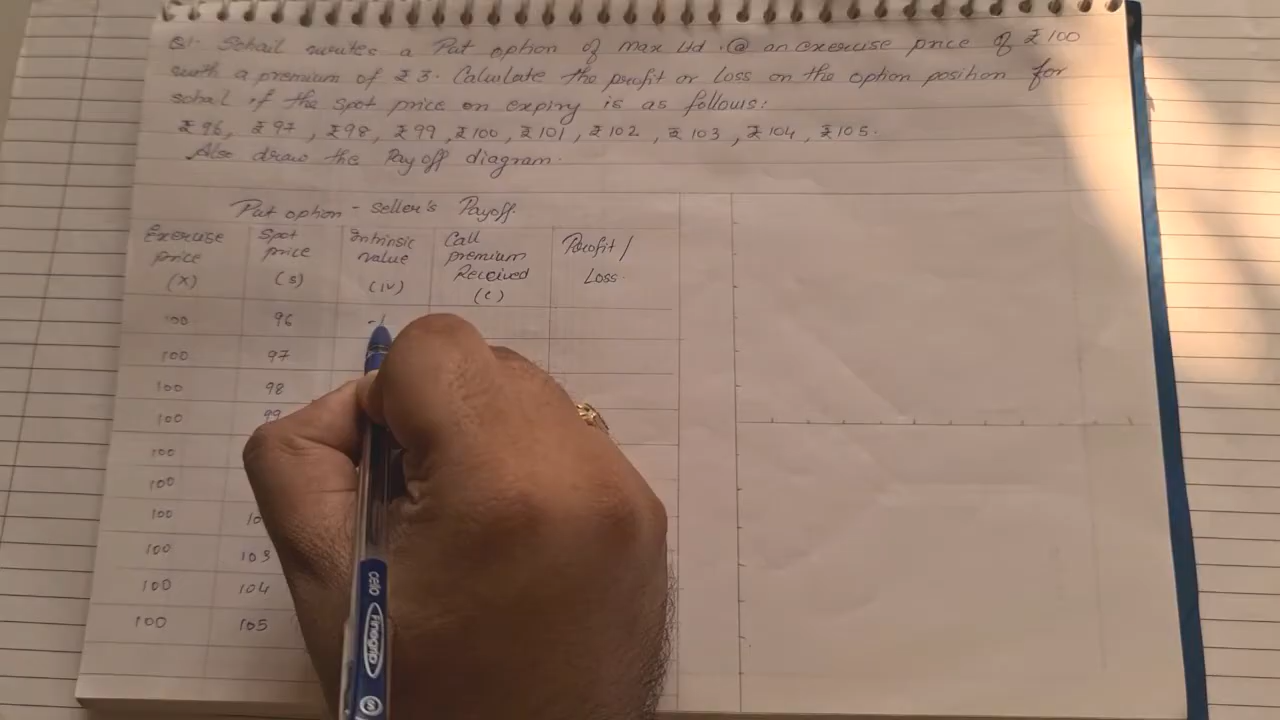 Q1. Sohail writes a Put option of Max Ltd. @ an exercise price of ₹100
with a premium of ₹3. Calculate the profit or loss on the option position for
sohail if the spot price on expiry is as follows:
₹96, ₹97, ₹98, ₹99, ₹100, ₹101, ₹102, ₹103, ₹104, ₹105.
Also draw the Pay off diagram.
Put option - Seller's Payoff.
Exercise price (X) Spot price (S) Intrinsic value (IV) Call premium Received (c) Profit / Loss
100 96
100 97
100 98
100 99
100
100
100 10
100 103
100 104
100 105
cello Finegrip